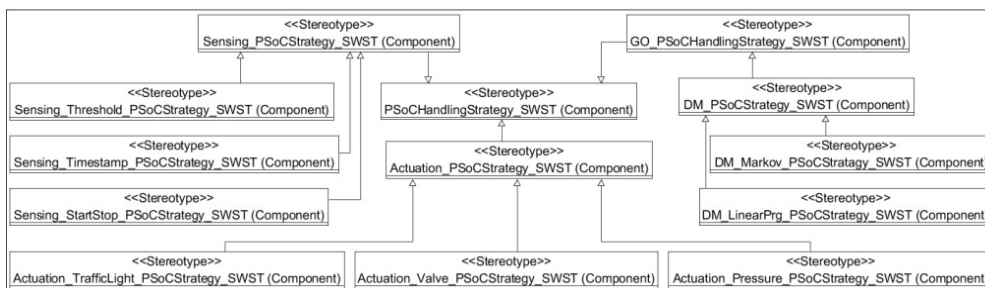 <<Stereotype>>
Sensing_PSoCStrategy_SWST (Component)
<<Stereotype>>
GO_PSoCHandlingStrategy_SWST (Component)
<<Stereotype>>
Sensing_Threshold_PSoCStrategy_SWST (Component)
<<Stereotype>>
PSoCHandlingStrategy_SWST (Component)
<<Stereotype>>
DM_PSoCStrategy_SWST (Component)
<<Stereotype>>
Sensing_Timestamp_PSoCStrategy_SWST (Component)
<<Stereotype>>
Actuation_PSoCStrategy_SWST (Component)
<<Stereotype>>
DM_Markov_PSoCStratagy_SWST (Component)
<<Stereotype>>
Sensing_StartStop_PSoCStrategy_SWST (Component)
<<Stereotype>>
DM_LinearPrg_PSoCStrategy_SWST (Component)
<<Stereotype>>
Actuation_TrafficLight_PSoCStrategy_SWST (Component)
<<Stereotype>>
Actuation_Valve_PSoCStrategy_SWST (Component)
<<Stereotype>>
Actuation_Pressure_PSoCStrategy_SWST (Component)